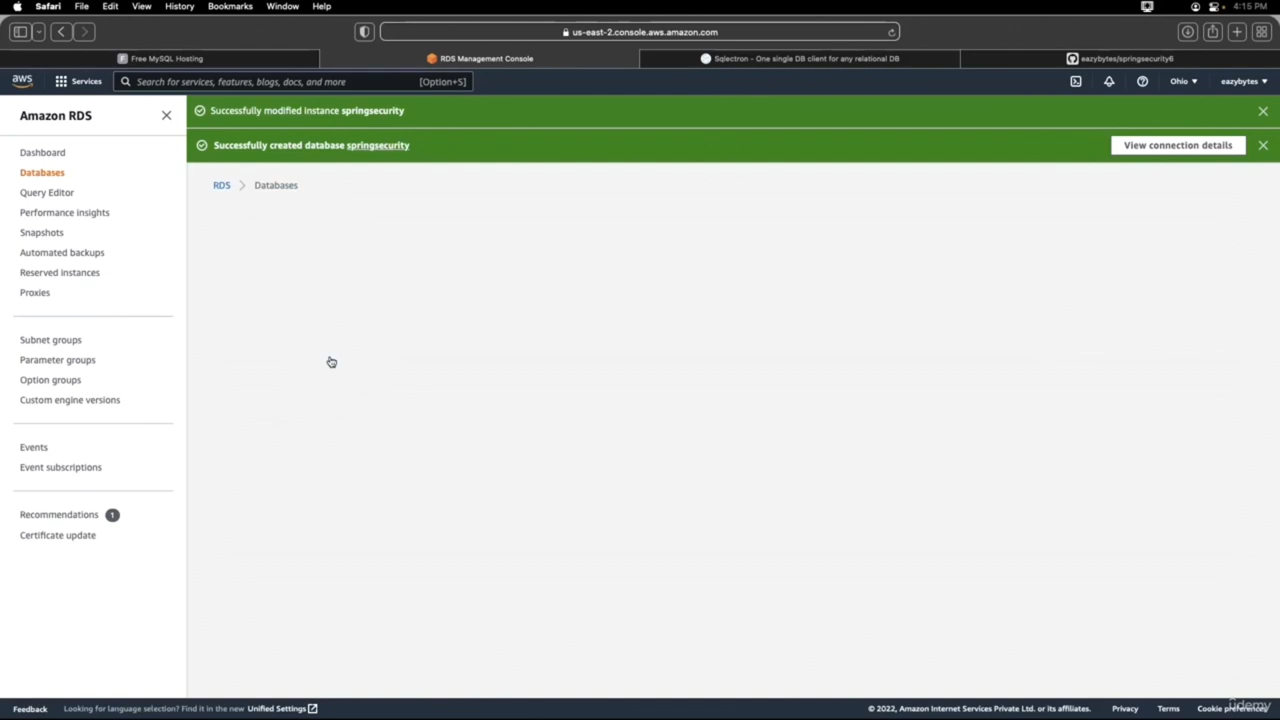 Safari File Edit View History Bookmarks Window Help 4:15 PM
us-east-2.console.aws.amazon.com
Free MySQL Hosting RDS Management Console Sqlectron - One single DB client for any relational DB eazybytes/springsecurity6
aws Services Search for services, features, blogs, docs, and more [Option+S] Ohio eazybytes
Amazon RDS
Successfully modified instance springsecurity
Successfully created database springsecurity View connection details
RDS Databases
Dashboard
Databases
Query Editor
Performance insights
Snapshots
Automated backups
Reserved instances
Proxies
Subnet groups
Parameter groups
Option groups
Custom engine versions
Events
Event subscriptions
Recommendations 1
Certificate update
Feedback Looking for language selection? Find it in the new Unified Settings © 2022, Amazon Internet Services Private Ltd. or its affiliates. Privacy Terms Cookie preferences
udemy